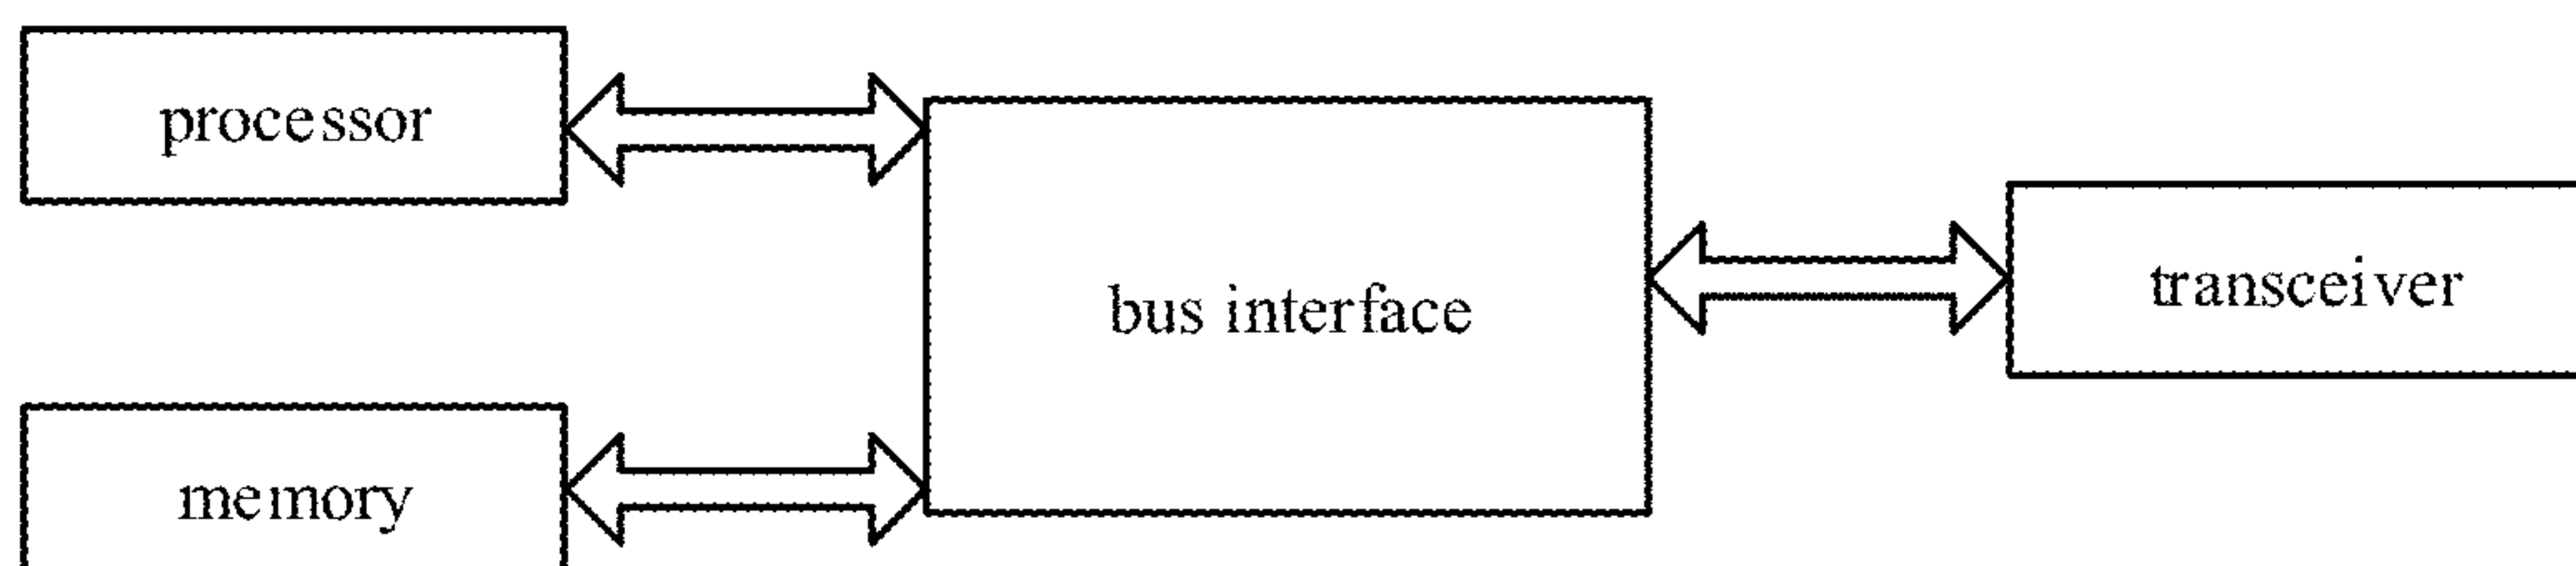 processor
bus interface
transceiver
memory